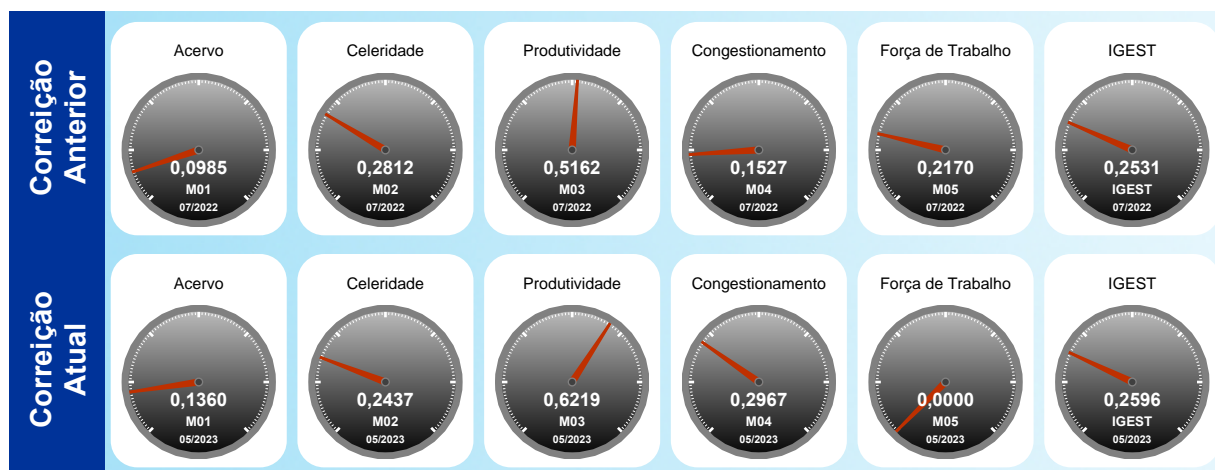 Correição
Anterior
Acervo
0,0985
M01
07/2022
Celeridade
0,2812
M02
07/2022
Produtividade
0,5162
M03
07/2022
Congestionamento
0,1527
M04
07/2022
Força de Trabalho
0,2170
M05
07/2022
IGEST
0,2531
IGEST
07/2022
Correição
Atual
Acervo
0,1360
M01
05/2023
Celeridade
0,2437
M02
05/2023
Produtividade
0,6219
M03
05/2023
Congestionamento
0,2967
M04
05/2023
Força de Trabalho
0,0000
M05
05/2023
IGEST
0,2596
IGEST
05/2023